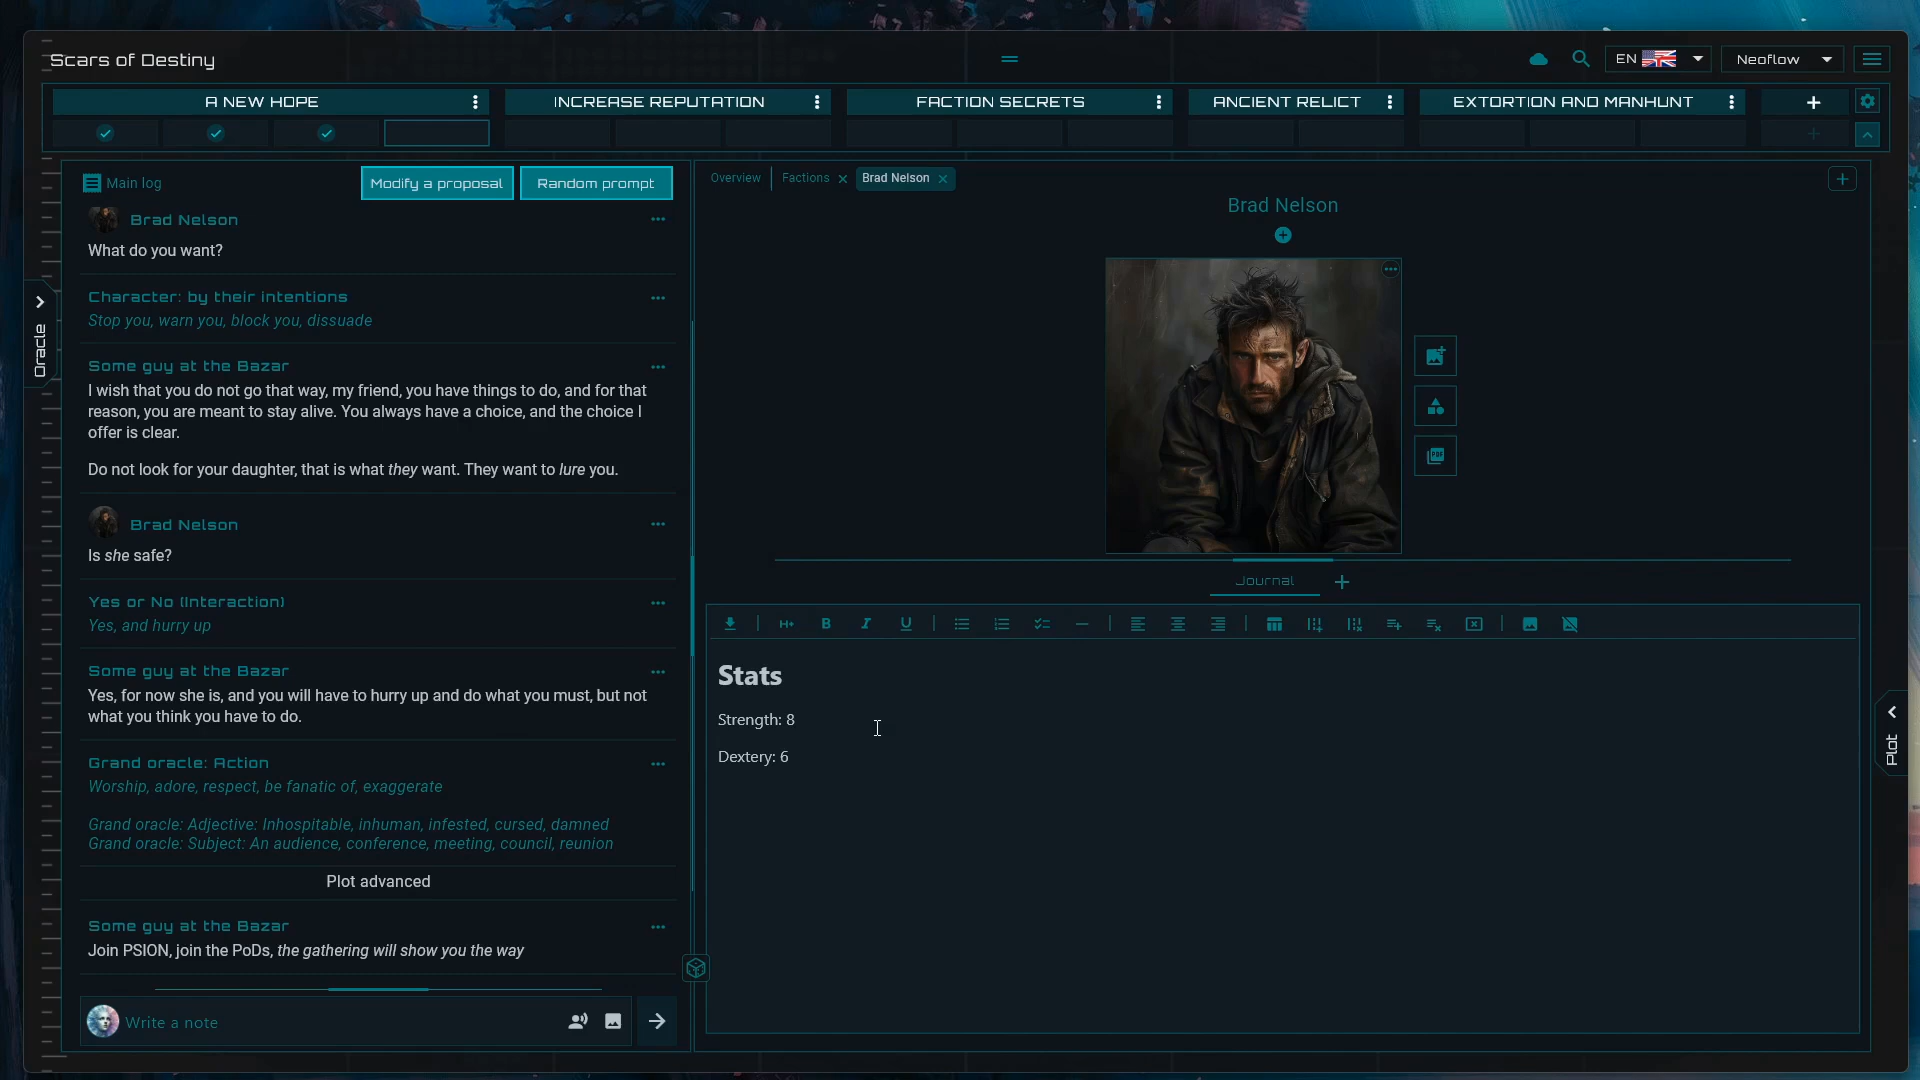 Scars of Destiny
EN
Neoflow
A NEW HOPE
INCREASE REPUTATION
FACTION SECRETS
ANCIENT RELICT
EXTORTION AND MANHUNT
Oracle
Main log
Modify a proposal
Random prompt
Brad Nelson
What do you want?
Character: by their intentions
Stop you, warn you, block you, dissuade
Some guy at the Bazar
I wish that you do not go that way, my friend, you have things to do, and for that
reason, you are meant to stay alive. You always have a choice, and the choice I
offer is clear.
Do not look for your daughter, that is what they want. They want to lure you.
Brad Nelson
Is she safe?
Yes or No (Interaction)
Yes, and hurry up
Some guy at the Bazar
Yes, for now she is, and you will have to hurry up and do what you must, but not
what you think you have to do.
Grand oracle: Action
Worship, adore, respect, be fanatic of, exaggerate
Grand oracle: Adjective: Inhospitable, inhuman, infested, cursed, damned
Grand oracle: Subject: An audience, conference, meeting, council, reunion
Plot advanced
Some guy at the Bazar
Join PSION, join the PoDs, the gathering will show you the way
Write a note
Overview
Factions
Brad Nelson
Brad Nelson
PDF
Journal
H+
B
I
U
Stats
Strength: 8
Dextery: 6
Plot